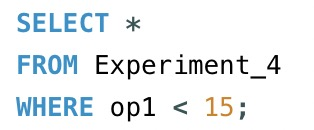 SELECT *
FROM Experiment_4
WHERE op1 < 15;